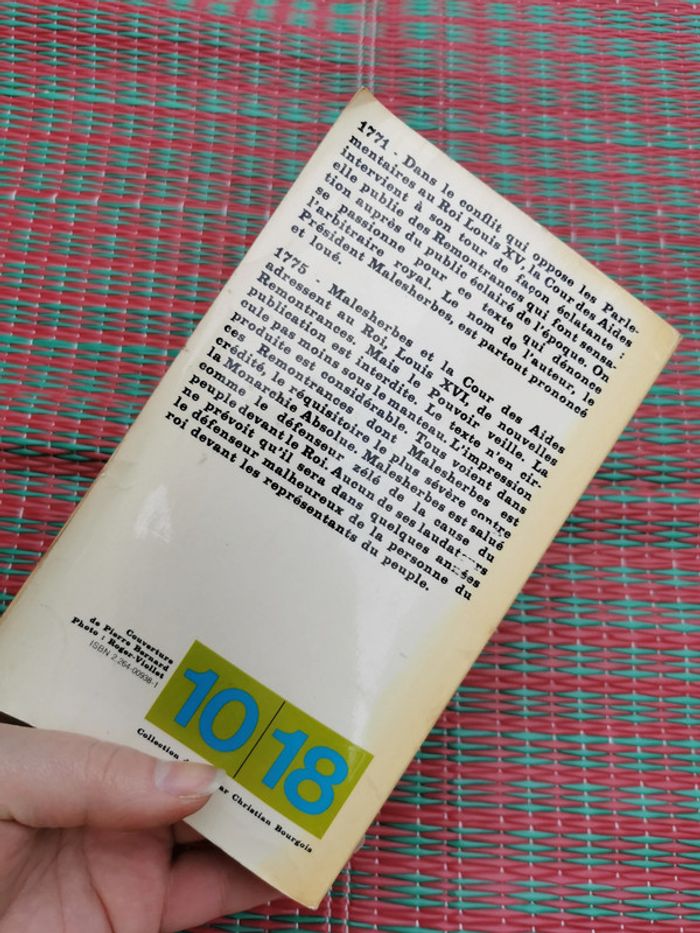 1771 - Dans le conflit qui oppose les Parle-
mentaires au Roi Louis XV, la Cour des Aides
intervient à son tour de façon éclatante :
elle publie des Remontrances qui font sensa-
tion auprès du public éclairé de l'époque. On
se passionne pour ce texte qui dénonce
l'arbitraire royal. Le nom de l'auteur, le
Président Malesherbes, est partout prononcé
et loué.
1775 - Malesherbes et la Cour des Aides
adressent au Roi, Louis XVI, de nouvelles
Remontrances. Mais le Pouvoir veille. La
publication est interdite. Le texte n'en cir-
cule pas moins sous le manteau. L'impression
produite est considérable. Tous voient dans
ces Remontrances dont Malesherbes est
crédité, le réquisitoire le plus sévère contre
la Monarchie Absolue. Malesherbes est salué
comme le défenseur zélé de la cause du
peuple devant le Roi. Aucun de ses laudateurs
ne prévoit qu'il sera dans quelques années
le défenseur malheureux de la personne du
roi devant les représentants du peuple.
Couverture
de Pierre Bernard
Photo : Roger-Viollet
ISBN 2.264-00938-1
10 18
Collection par Christian Bourgois